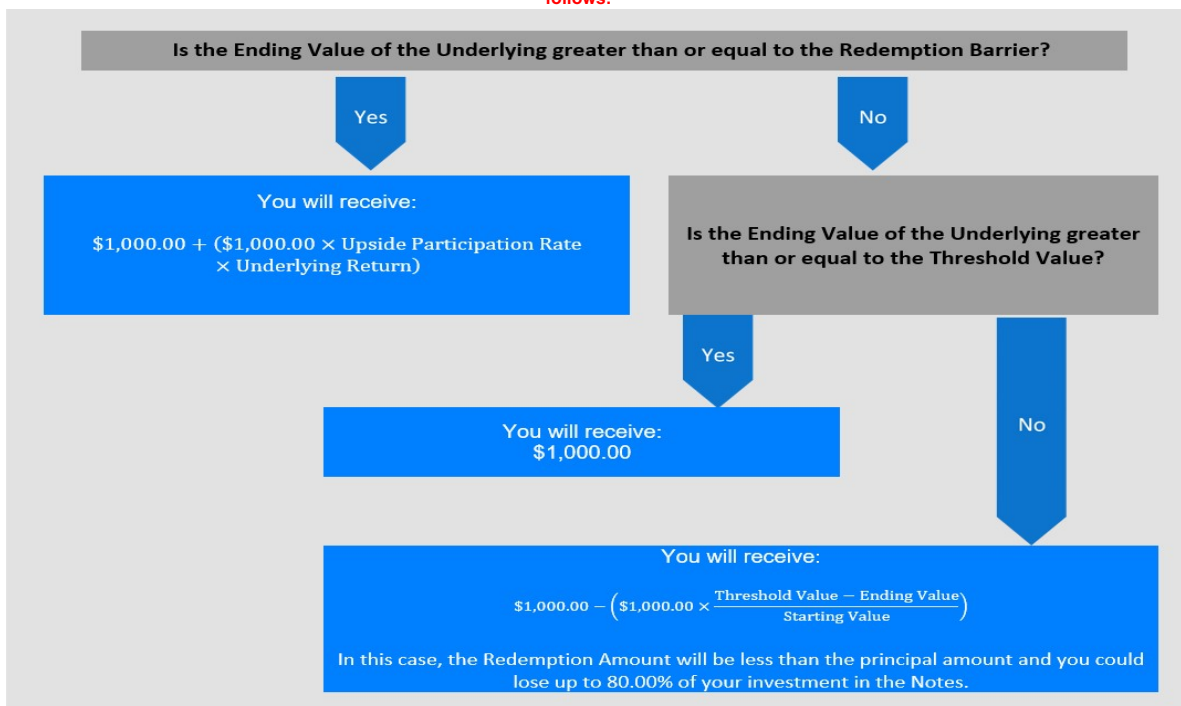 follows:
Is the Ending Value of the Underlying greater than or equal to the Redemption Barrier?
Yes
No
You will receive:
$1,000.00 + ($1,000.00 × Upside Participation Rate
× Underlying Return)
Is the Ending Value of the Underlying greater
than or equal to the Threshold Value?
Yes
No
You will receive:
$1,000.00
You will receive:
$1,000.00 − ($1,000.00 × (Threshold Value − Ending Value) / Starting Value)
In this case, the Redemption Amount will be less than the principal amount and you could
lose up to 80.00% of your investment in the Notes.